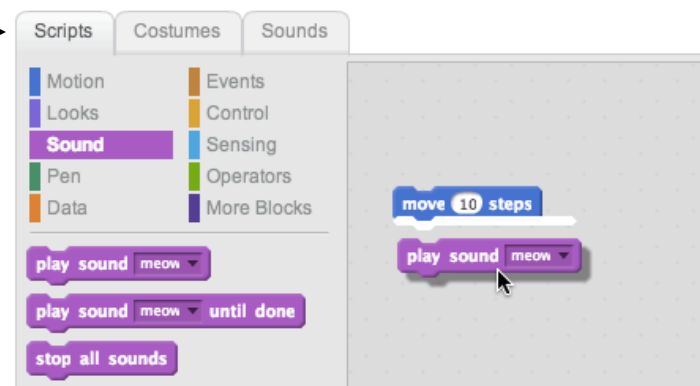 Scripts Costumes Sounds
Motion Events
Looks Control
Sound Sensing
Pen Operators
Data More Blocks
play sound meow
play sound meow until done
stop all sounds
move 10 steps
play sound meow